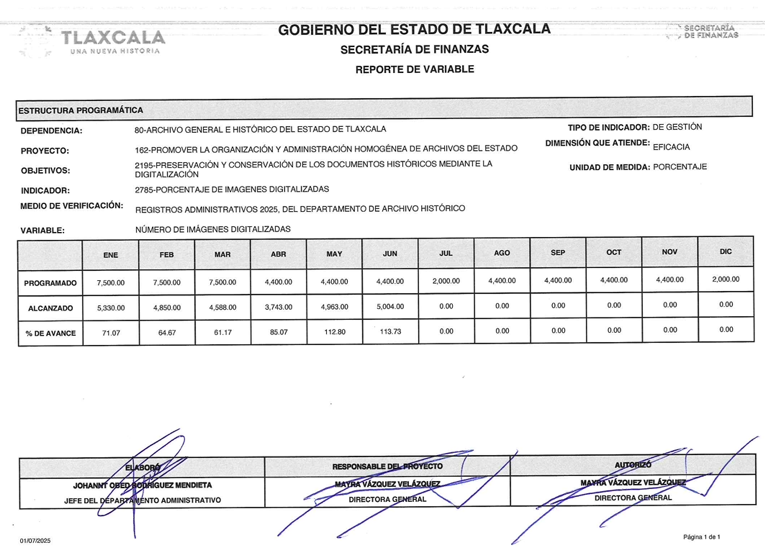 TLAXCALA
UNA NUEVA HISTORIA
GOBIERNO DEL ESTADO DE TLAXCALA
SECRETARÍA DE FINANZAS
REPORTE DE VARIABLE
SECRETARÍA
DE FINANZAS
ESTRUCTURA PROGRAMÁTICA
DEPENDENCIA: 80-ARCHIVO GENERAL E HISTÓRICO DEL ESTADO DE TLAXCALA TIPO DE INDICADOR: DE GESTIÓN
PROYECTO: 162-PROMOVER LA ORGANIZACIÓN Y ADMINISTRACIÓN HOMOGÉNEA DE ARCHIVOS DEL ESTADO DIMENSIÓN QUE ATIENDE: EFICACIA
OBJETIVOS: 2195-PRESERVACIÓN Y CONSERVACIÓN DE LOS DOCUMENTOS HISTÓRICOS MEDIANTE LA DIGITALIZACIÓN UNIDAD DE MEDIDA: PORCENTAJE
INDICADOR: 2785-PORCENTAJE DE IMAGENES DIGITALIZADAS
MEDIO DE VERIFICACIÓN: REGISTROS ADMINISTRATIVOS 2025, DEL DEPARTAMENTO DE ARCHIVO HISTÓRICO
VARIABLE: NÚMERO DE IMÁGENES DIGITALIZADAS
ENE FEB MAR ABR MAY JUN JUL AGO SEP OCT NOV DIC
PROGRAMADO 7,500.00 7,500.00 7,500.00 4,400.00 4,400.00 4,400.00 2,000.00 4,400.00 4,400.00 4,400.00 4,400.00 2,000.00
ALCANZADO 5,330.00 4,850.00 4,588.00 3,743.00 4,963.00 5,004.00 0.00 0.00 0.00 0.00 0.00 0.00
% DE AVANCE 71.07 64.67 61.17 85.07 112.80 113.73 0.00 0.00 0.00 0.00 0.00 0.00
ELABORÓ RESPONSABLE DEL PROYECTO AUTORIZÓ
JOHANNT OBED RODRÍGUEZ MENDIETA MAYRA VÁZQUEZ VELÁZQUEZ MAYRA VÁZQUEZ VELÁZQUEZ
JEFE DEL DEPARTAMENTO ADMINISTRATIVO DIRECTORA GENERAL DIRECTORA GENERAL
01/07/2025 Página 1 de 1